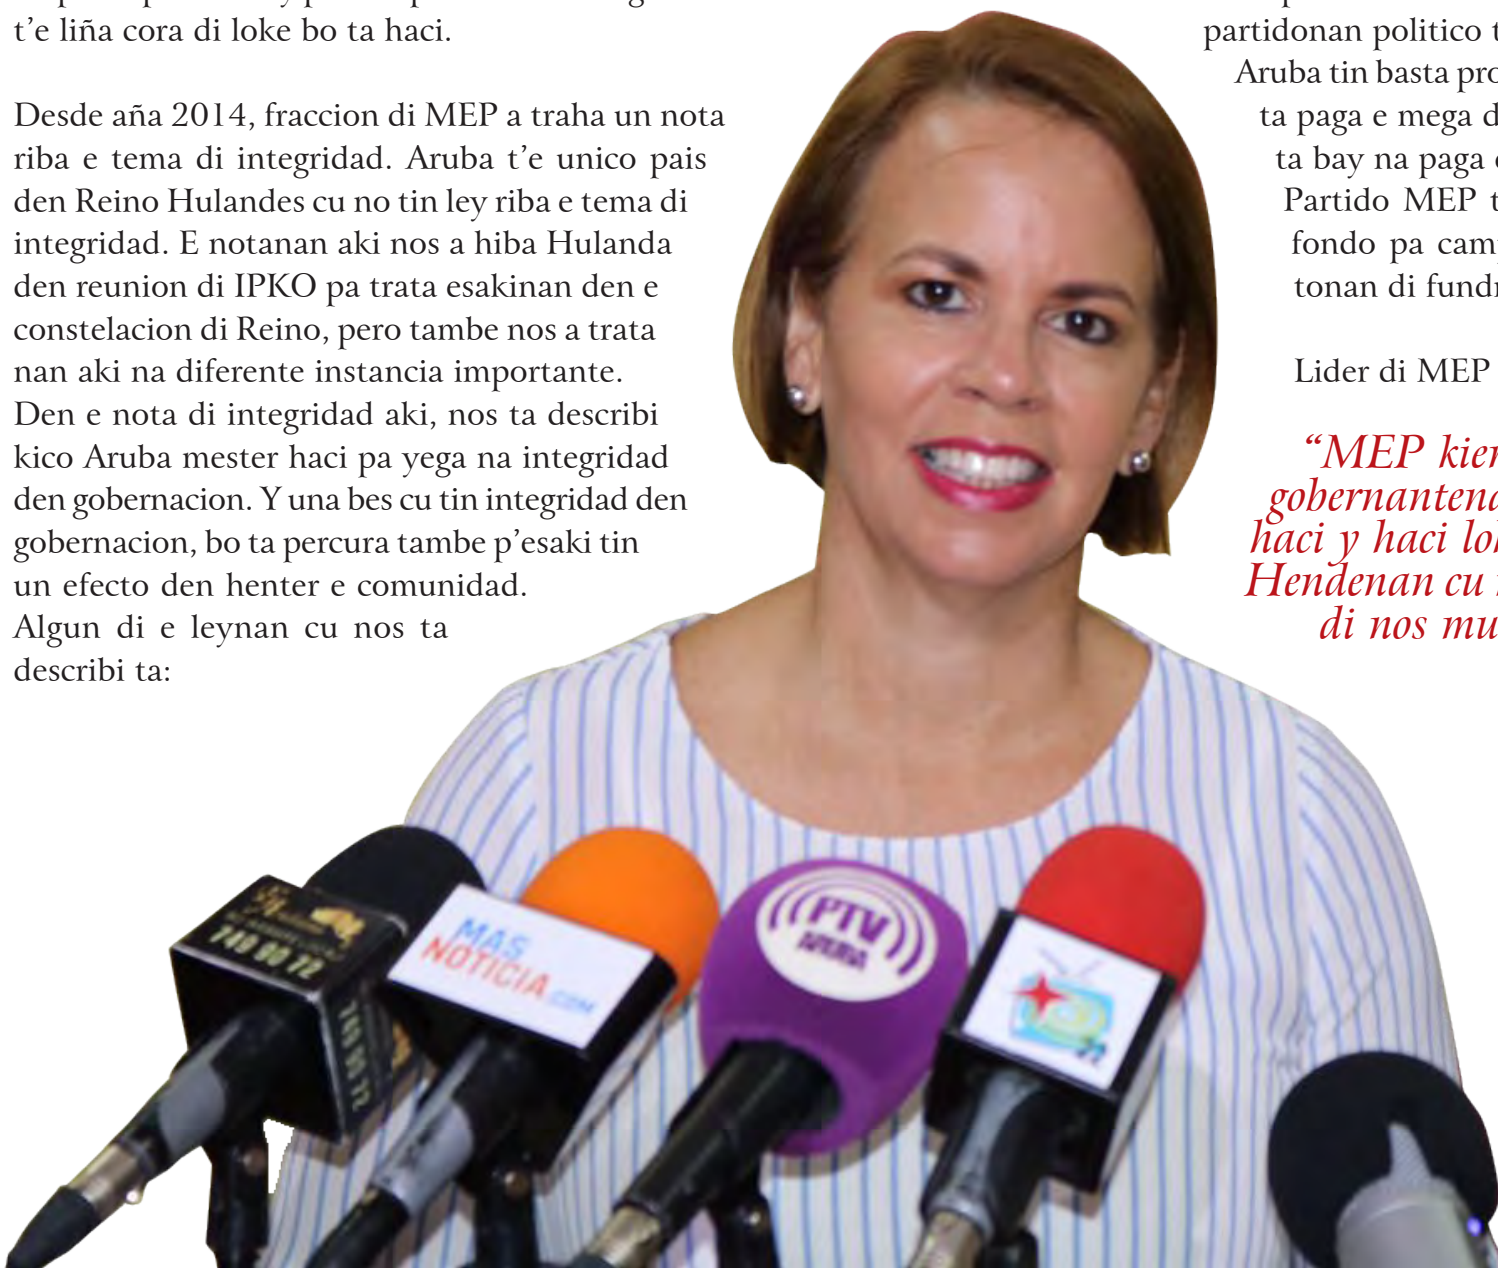 t'e liña cora di loke bo ta haci.
Desde aña 2014, fraccion di MEP a traha un nota
riba e tema di integridad. Aruba t'e unico pais
den Reino Hulandes cu no tin ley riba e tema di
integridad. E notanan aki nos a hiba Hulanda
den reunion di IPKO pa trata esakinan den e
constelacion di Reino, pero tambe nos a trata
nan aki na diferente instancia importante.
Den e nota di integridad aki, nos ta describi
kico Aruba mester haci pa yega na integridad
den gobernacion. Y una bes cu tin integridad den
gobernacion, bo ta percura tambe p'esaki tin
un efecto den henter e comunidad.
Algun di e leynan cu nos ta
describi ta:
partidonan politico
Aruba tin basta
ta paga e mega
ta bay na paga
Partido MEP
fondo pa
tonan di
Lider di MEP
“MEP
haci y haci
Hendenan cu
di nos
740 90 72
740 90 72
MAS
NOTICIA.COM
PTV
ARUBA